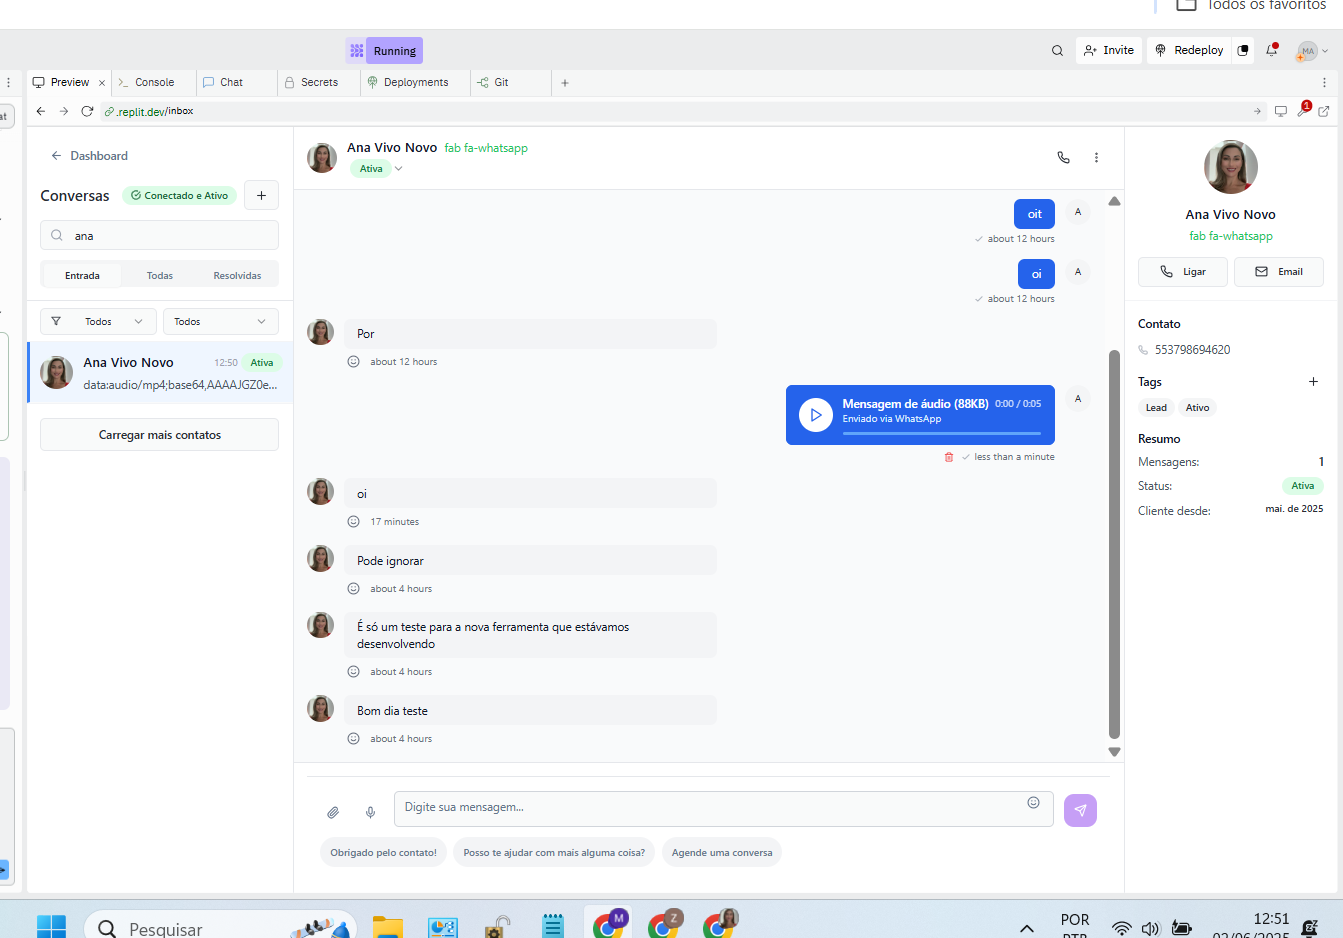 Todos os favoritos
Running
Invite
Redeploy
MA
Preview
Console
Chat
Secrets
Deployments
Git
at
.replit.dev/inbox
1
Dashboard
Conversas
Conectado e Ativo
ana
Entrada
Todas
Resolvidas
Todos
Todos
Ana Vivo Novo
12:50
Ativa
data:audio/mp4;base64,AAAAJGZ0e...
Carregar mais contatos
Ana Vivo Novo fab fa-whatsapp
Ativa
oit
A
about 12 hours
oi
A
about 12 hours
Por
about 12 hours
Mensagem de áudio (88KB) 0:00 / 0:05
Enviado via WhatsApp
A
less than a minute
oi
17 minutes
Pode ignorar
about 4 hours
É só um teste para a nova ferramenta que estávamos
desenvolvendo
about 4 hours
Bom dia teste
about 4 hours
Digite sua mensagem...
Obrigado pelo contato!
Posso te ajudar com mais alguma coisa?
Agende uma conversa
Ana Vivo Novo
fab fa-whatsapp
Ligar
Email
Contato
553798694620
Tags
Lead
Ativo
Resumo
Mensagens: 1
Status: Ativa
Cliente desde: mai. de 2025
Pesquisar
M
Z
POR
PTB
12:51
02/06/2025